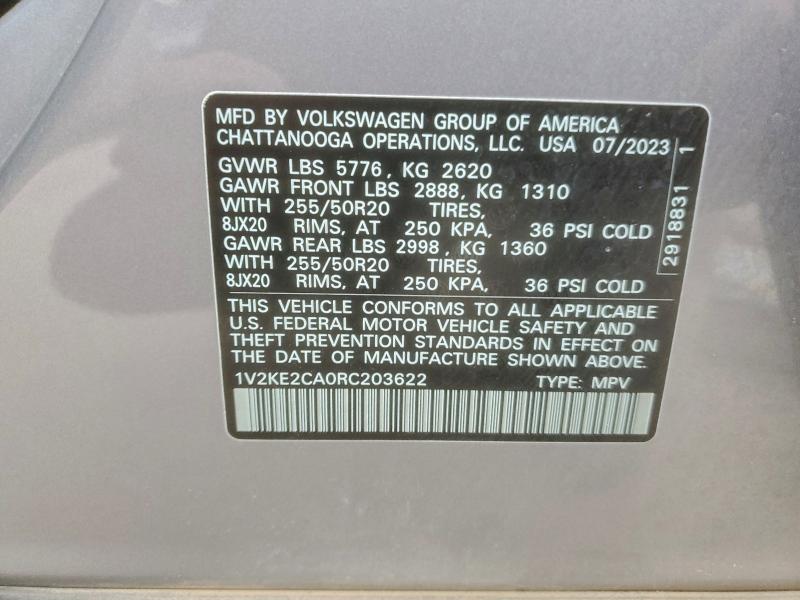 MFD BY VOLKSWAGEN GROUP OF AMERICA
CHATTANOOGA OPERATIONS, LLC. USA 07/2023
GVWR LBS 5776, KG 2620
GAWR FRONT LBS 2888, KG 1310
WITH 255/50R20 TIRES,
8JX20 RIMS, AT 250 KPA, 36 PSI COLD
GAWR REAR LBS 2998, KG 1360
WITH 255/50R20 TIRES,
8JX20 RIMS, AT 250 KPA, 36 PSI COLD
THIS VEHICLE CONFORMS TO ALL APPLICABLE
U.S. FEDERAL MOTOR VEHICLE SAFETY AND
THEFT PREVENTION STANDARDS IN EFFECT ON
THE DATE OF MANUFACTURE SHOWN ABOVE.
1V2KE2CA0RC203622 TYPE: MPV
2918831 1